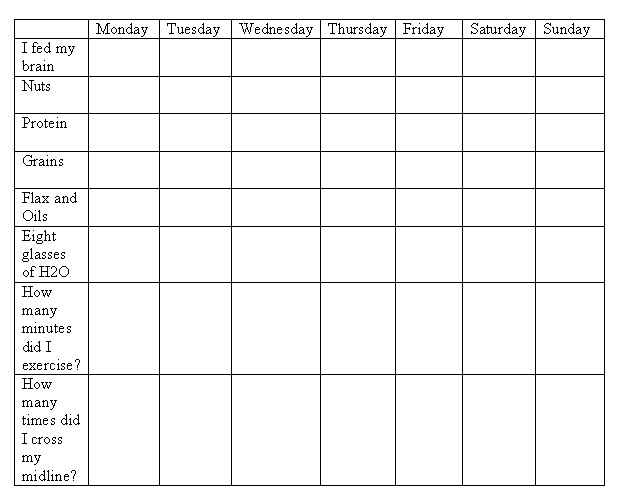 Monday Tuesday Wednesday Thursday Friday Saturday Sunday
I fed my
brain
Nuts
Protein
Grains
Flax and
Oils
Eight
glasses
of H2O
How
many
minutes
did I
exercise?
How
many
times did
I cross
my
midline?